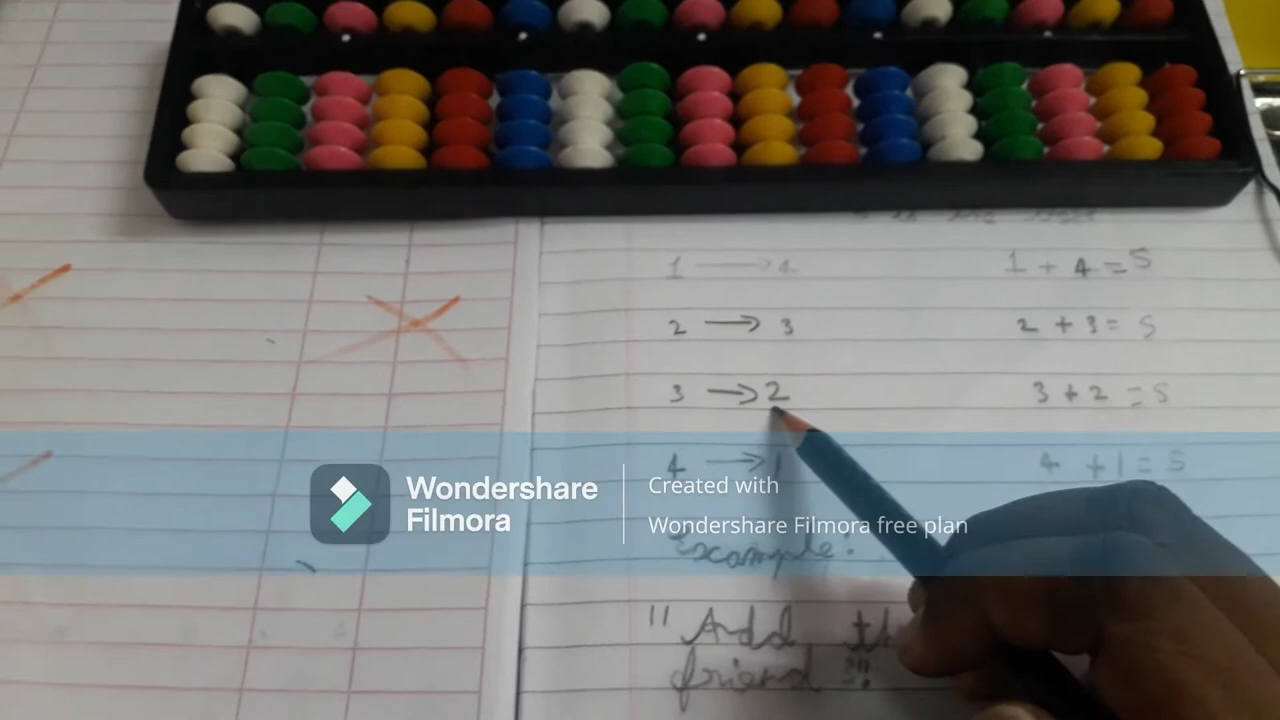 1 → 4 1 + 4 = 5
2 → 3 2 + 3 = 5
3 → 2 3 + 2 = 5
4 → 1 4 + 1 = 5
Wondershare Filmora
Created with
Wondershare Filmora free plan
Example:
" Add
friend